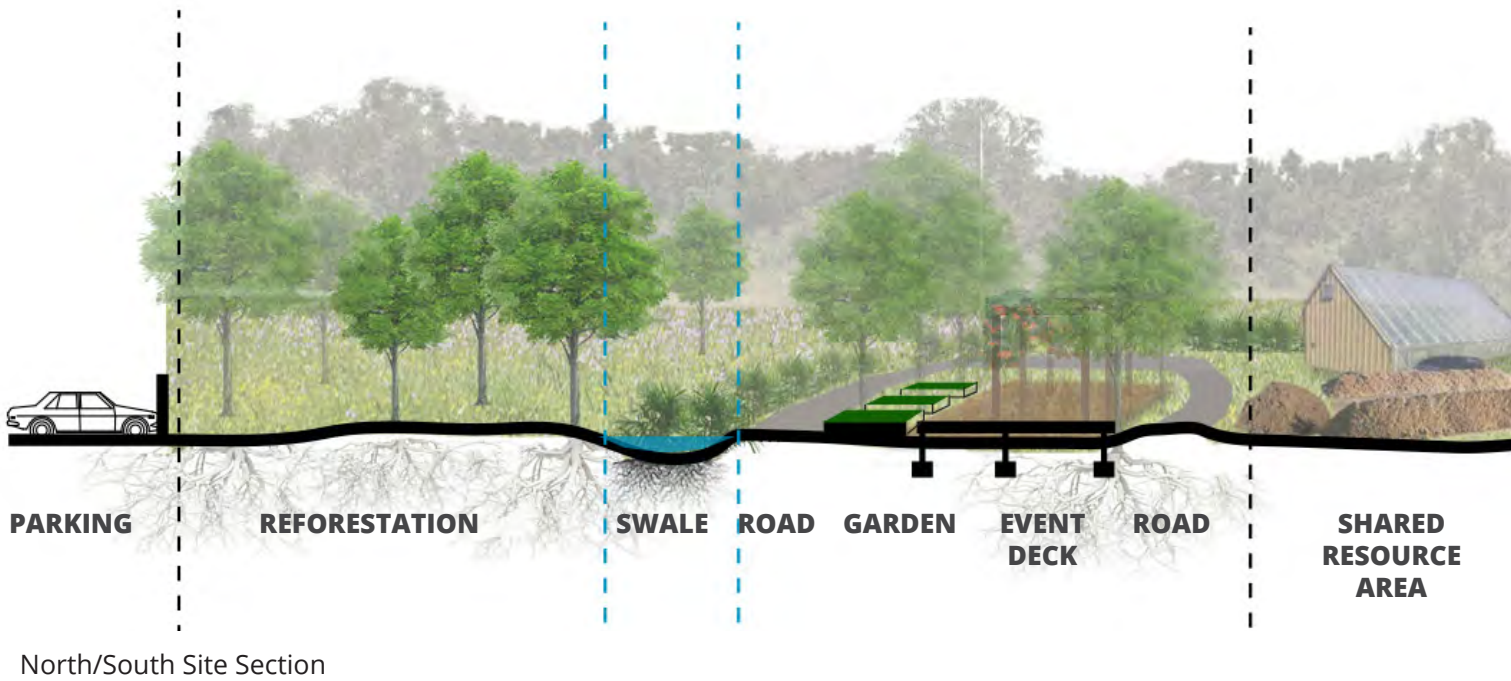 PARKING
REFORESTATION
SWALE
ROAD
GARDEN
EVENT
DECK
ROAD
SHARED
RESOURCE
AREA
North/South Site Section